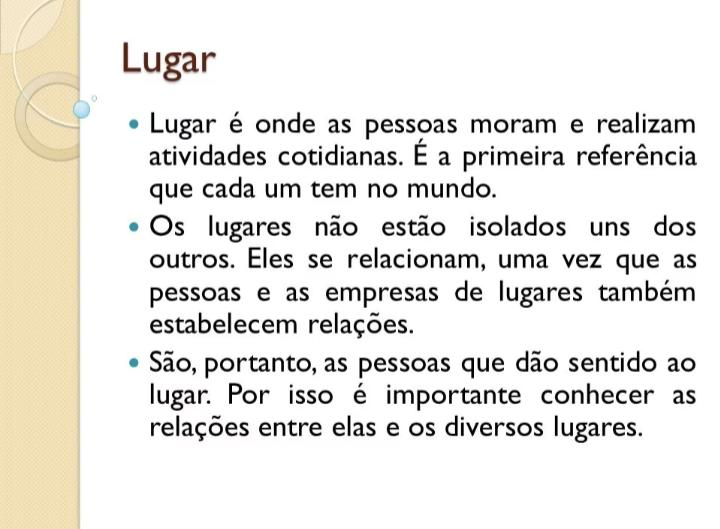 Lugar
• Lugar é onde as pessoas moram e realizam
atividades cotidianas. É a primeira referência
que cada um tem no mundo.
• Os lugares não estão isolados uns dos
outros. Eles se relacionam, uma vez que as
pessoas e as empresas de lugares também
estabelecem relações.
• São, portanto, as pessoas que dão sentido ao
lugar. Por isso é importante conhecer as
relações entre elas e os diversos lugares.